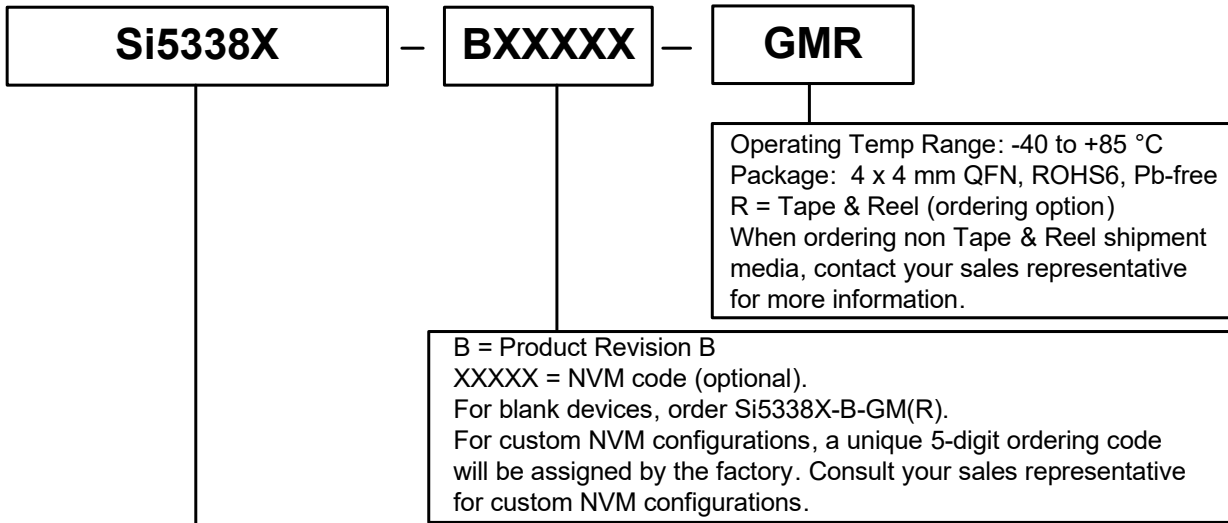 Si5338X – BXXXXX – GMR
Operating Temp Range: -40 to +85 °C
Package: 4 x 4 mm QFN, ROHS6, Pb-free
R = Tape & Reel (ordering option)
When ordering non Tape & Reel shipment
media, contact your sales representative
for more information.
B = Product Revision B
XXXXX = NVM code (optional).
For blank devices, order Si5338X-B-GM(R).
For custom NVM configurations, a unique 5-digit ordering code
will be assigned by the factory. Consult your sales representative
for custom NVM configurations.